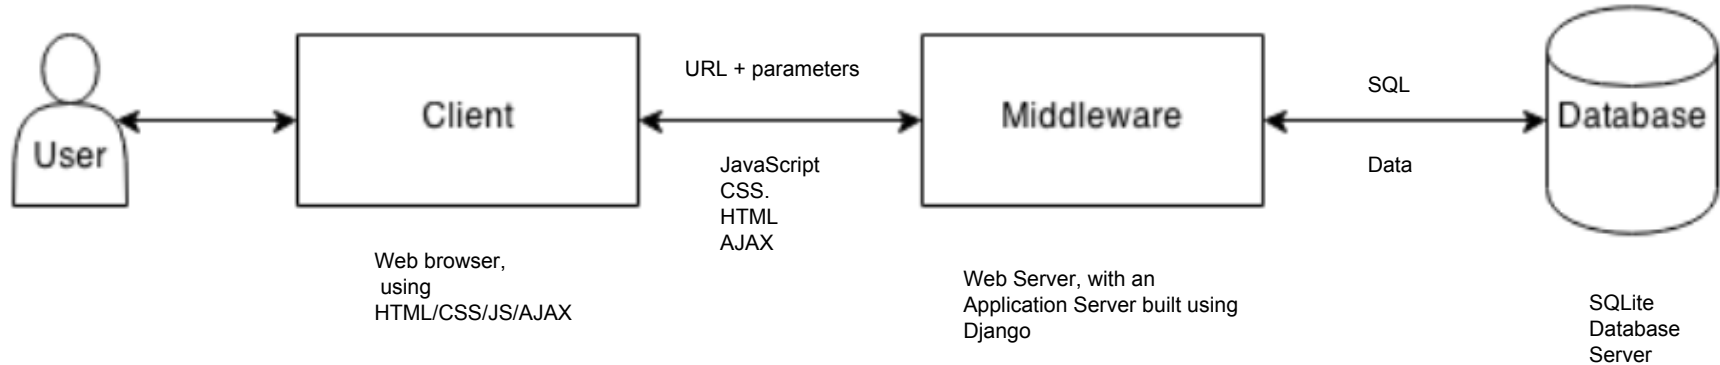 User
Client
URL + parameters
JavaScript
CSS.
HTML
AJAX
Middleware
SQL
Data
Database
Web browser,
using
HTML/CSS/JS/AJAX
Web Server, with an
Application Server built using
Django
SQLite
Database
Server